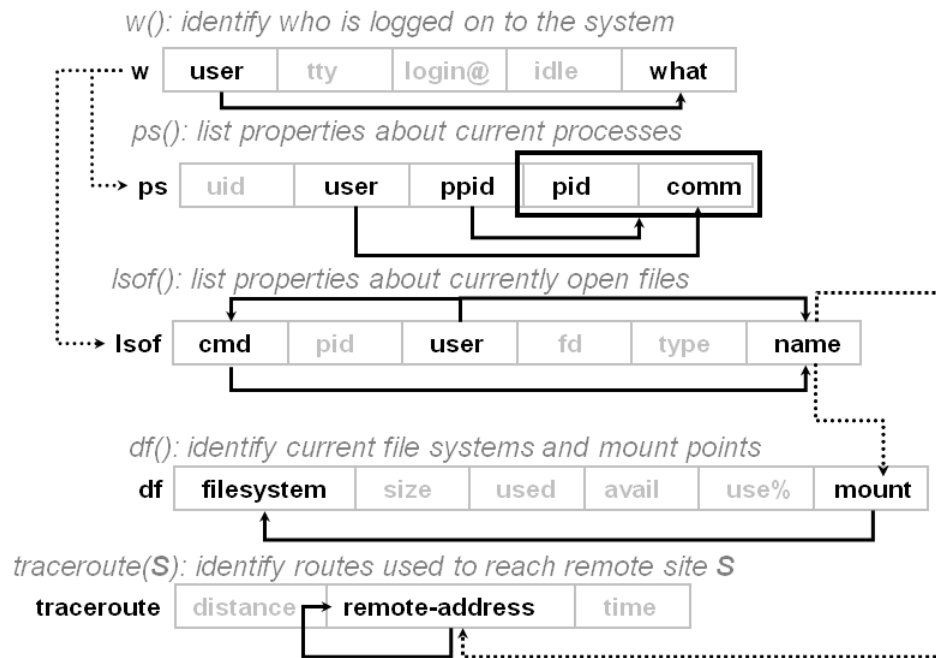 w(): identify who is logged on to the system
w user tty login@ idle what
ps(): list properties about current processes
ps uid user ppid pid comm
lsof(): list properties about currently open files
lsof cmd pid user fd type name
df(): identify current file systems and mount points
df filesystem size used avail use% mount
traceroute(S): identify routes used to reach remote site S
traceroute distance remote-address time